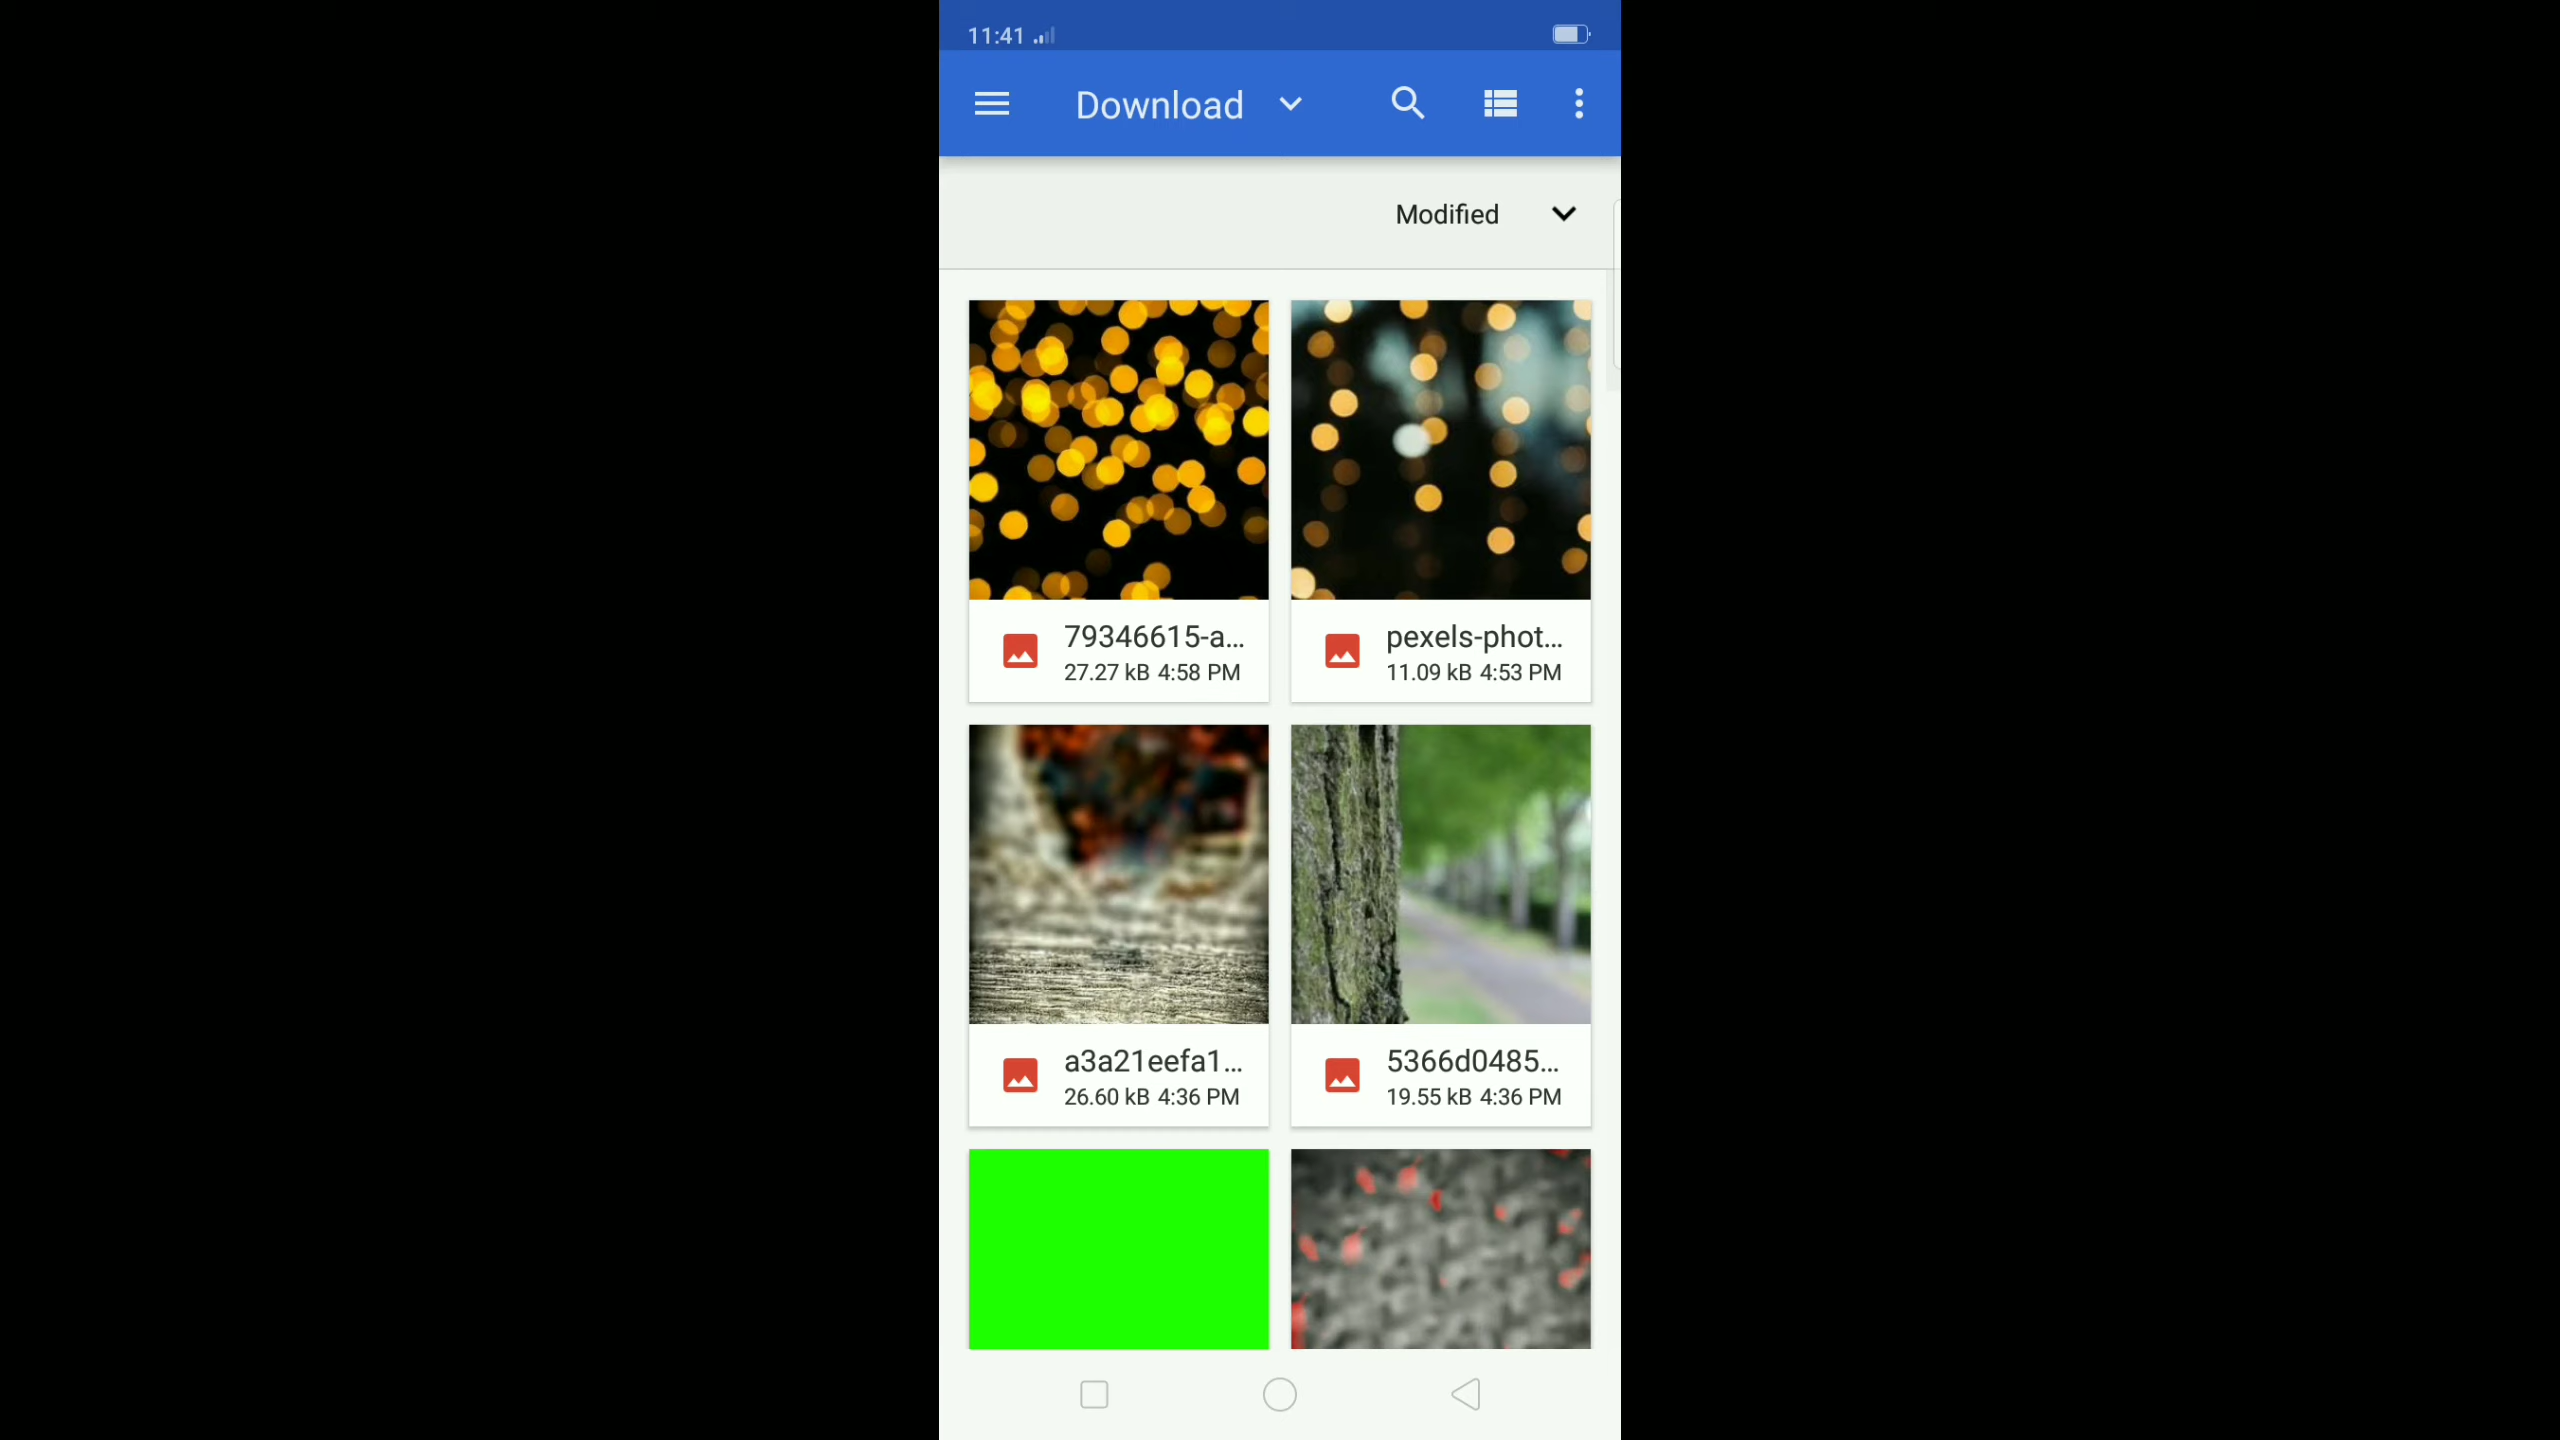 11:41
Download
Modified
79346615-a...
27.27 kB 4:58 PM
pexels-phot...
11.09 kB 4:53 PM
a3a21eefa1...
26.60 kB 4:36 PM
5366d0485...
19.55 kB 4:36 PM